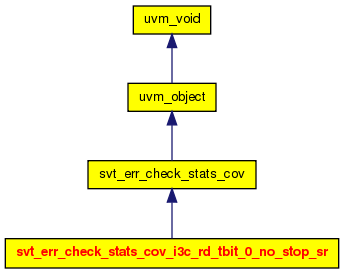 uvm_void
uvm_object
svt_err_check_stats_cov
svt_err_check_stats_cov_i3c_rd_tbit_0_no_stop_sr